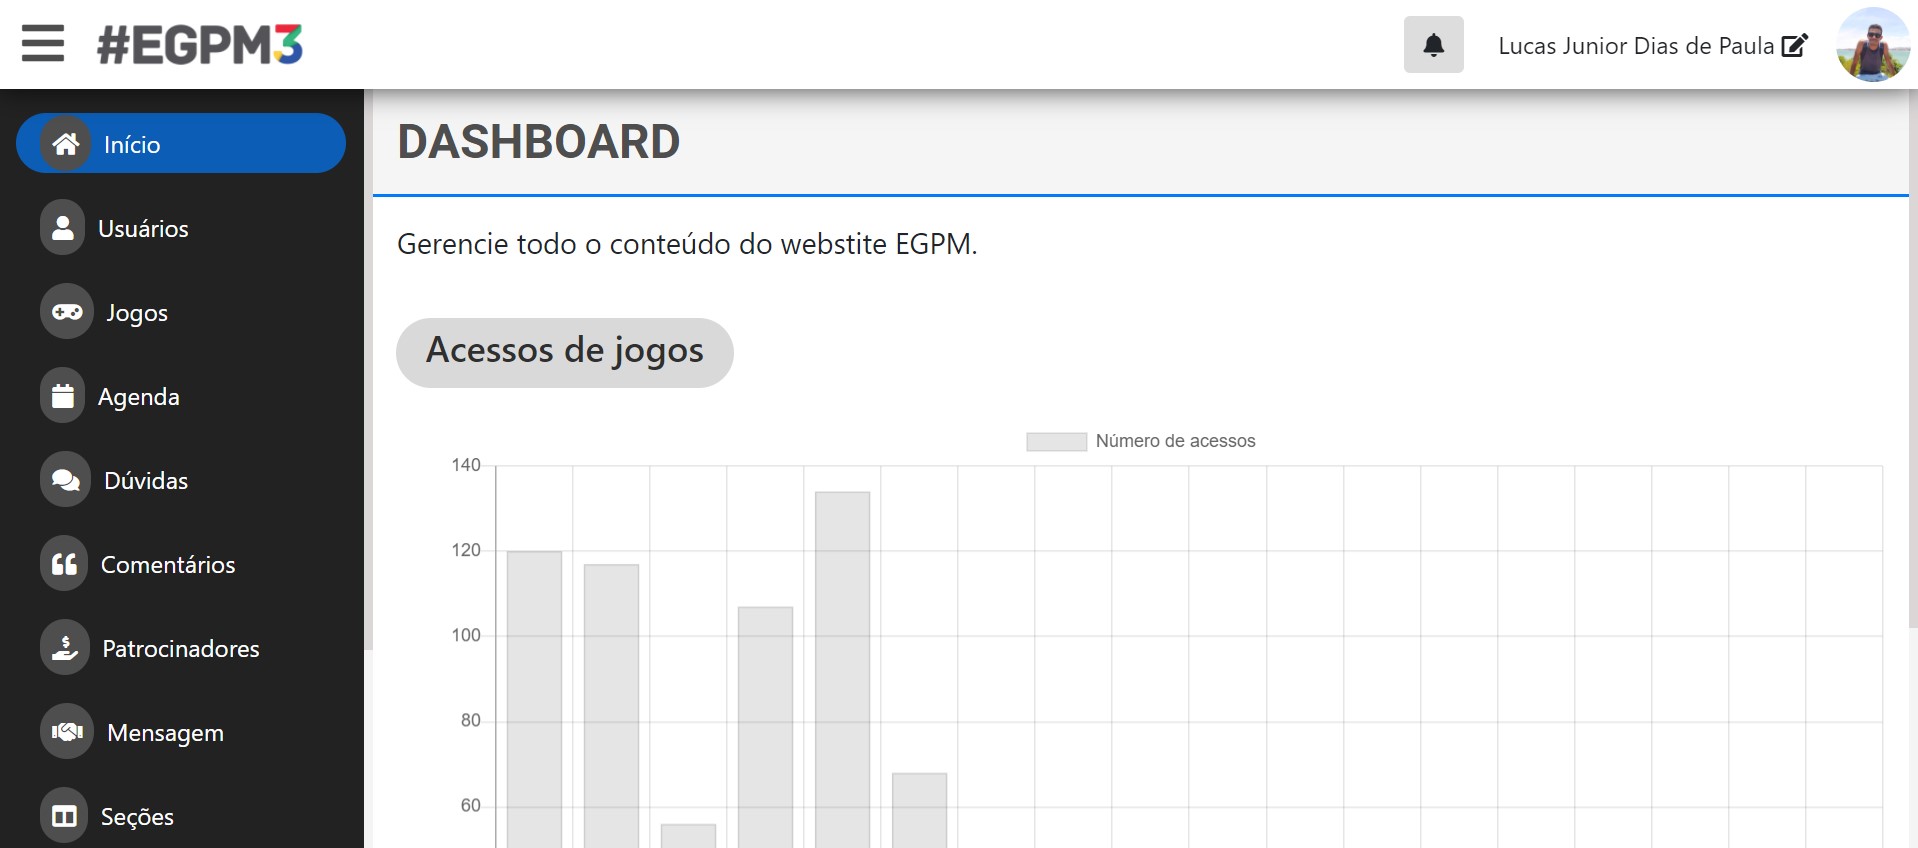 #EGPM3
Lucas Junior Dias de Paula
Início
Usuários
Jogos
Agenda
Dúvidas
Comentários
Patrocinadores
Mensagem
Seções
DASHBOARD
Gerencie todo o conteúdo do webstite EGPM.
Acessos de jogos
Número de acessos
140
120
100
80
60